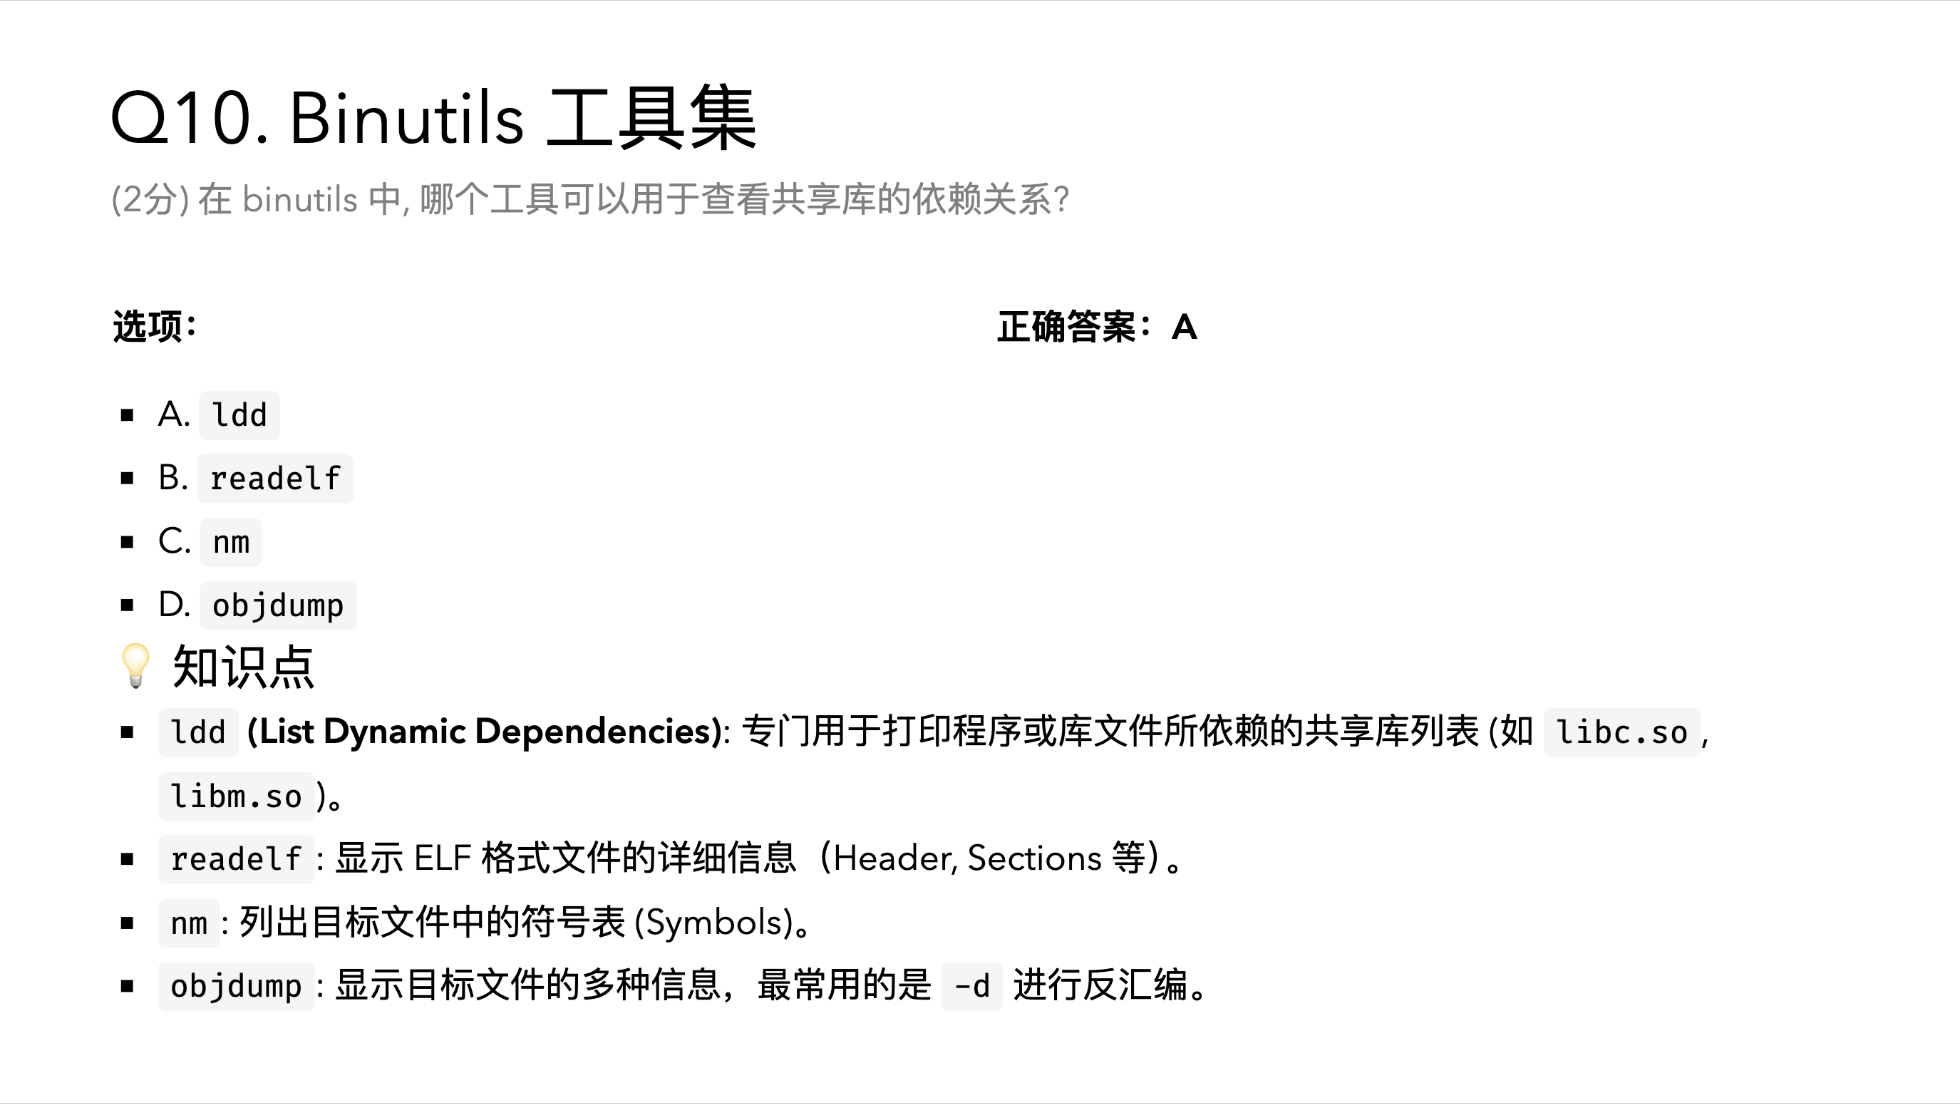 Q10. Binutils 工具集
(2分) 在 binutils 中, 哪个工具可以用于查看共享库的依赖关系?
选项：
A. ldd
B. readelf
C. nm
D. objdump
正确答案：A
💡 知识点
ldd (List Dynamic Dependencies): 专门用于打印程序或库文件所依赖的共享库列表 (如 libc.so,
libm.so)。
readelf: 显示 ELF 格式文件的详细信息（Header, Sections 等）。
nm: 列出目标文件中的符号表 (Symbols)。
objdump: 显示目标文件的多种信息，最常用的是 -d 进行反汇编。